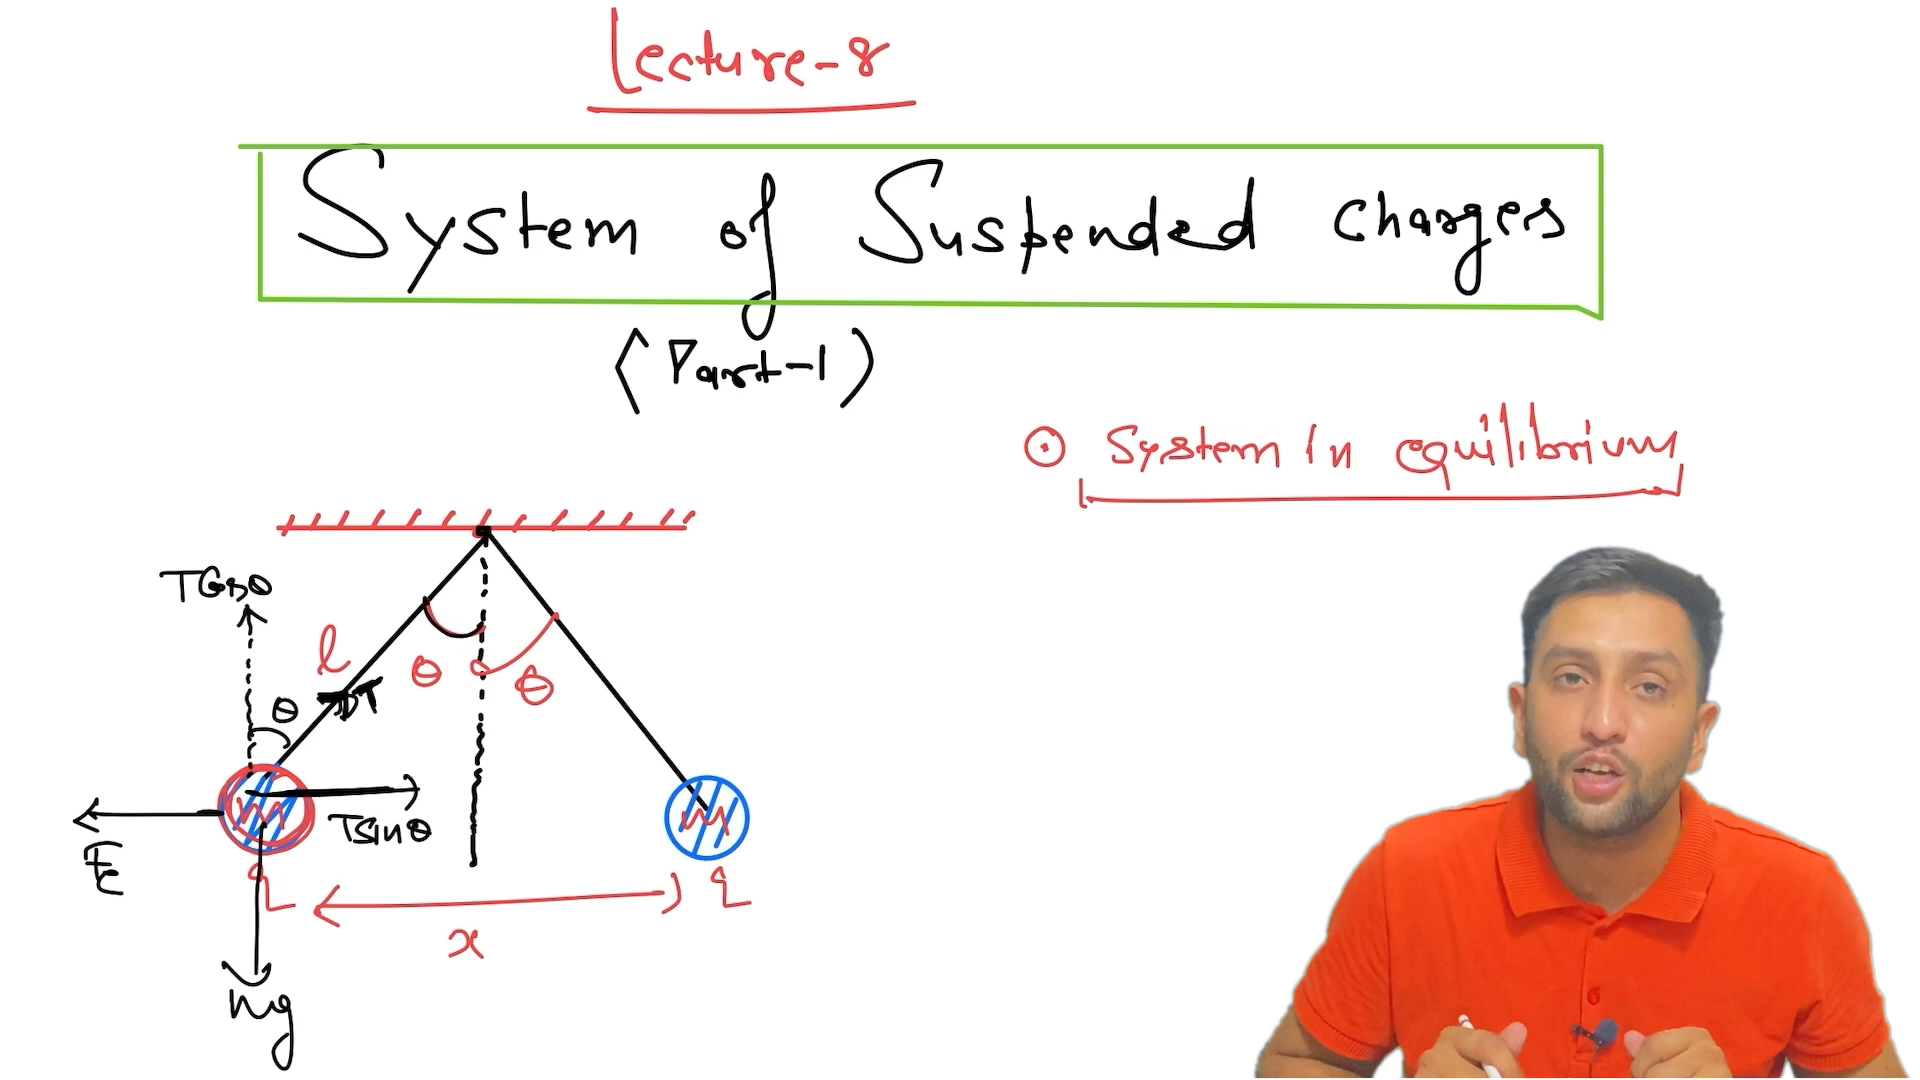 Lecture-8
System of Suspended charges
(Part-1)
⊙ System in equilibrium
TCosθ
l
θ
θ
θ
T
m
m
Tsinθ
FE
q
q
x
mg